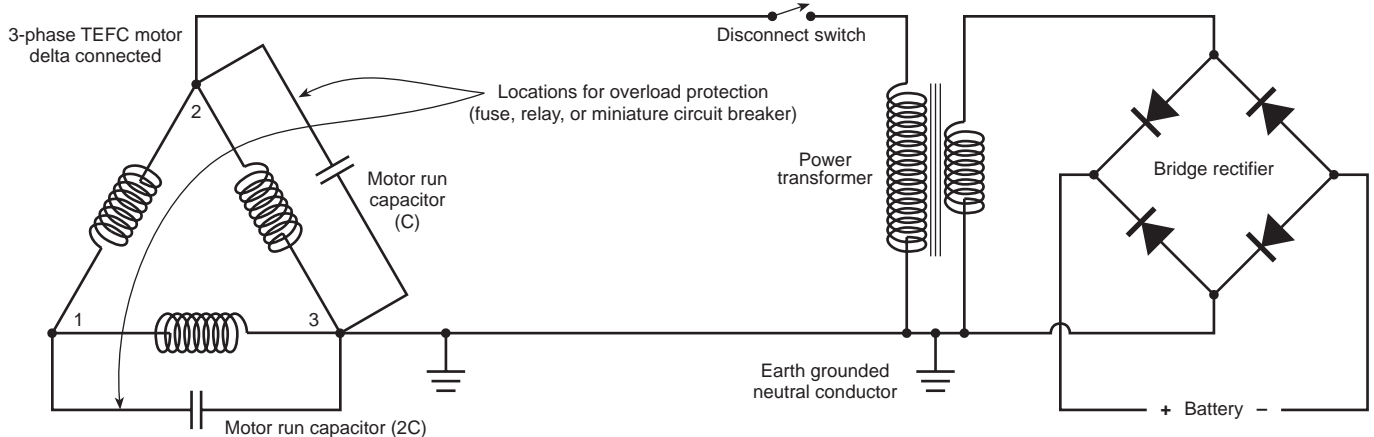 3-phase TEFC motor
delta connected
Disconnect switch
2
Locations for overload protection
(fuse, relay, or miniature circuit breaker)
Motor run
capacitor
(C)
Power
transformer
Bridge rectifier
1
3
Earth grounded
neutral conductor
Motor run capacitor (2C)
+ Battery –